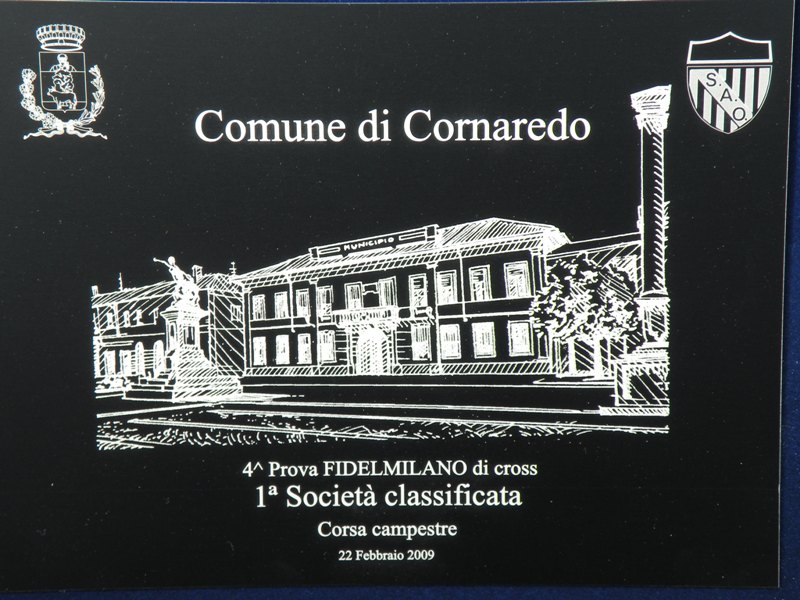 S.
A.
O.
Comune di Cornaredo
MUNICIPIO
4^ Prova FIDELMILANO di cross
1ª Società classificata
Corsa campestre
22 Febbraio 2009